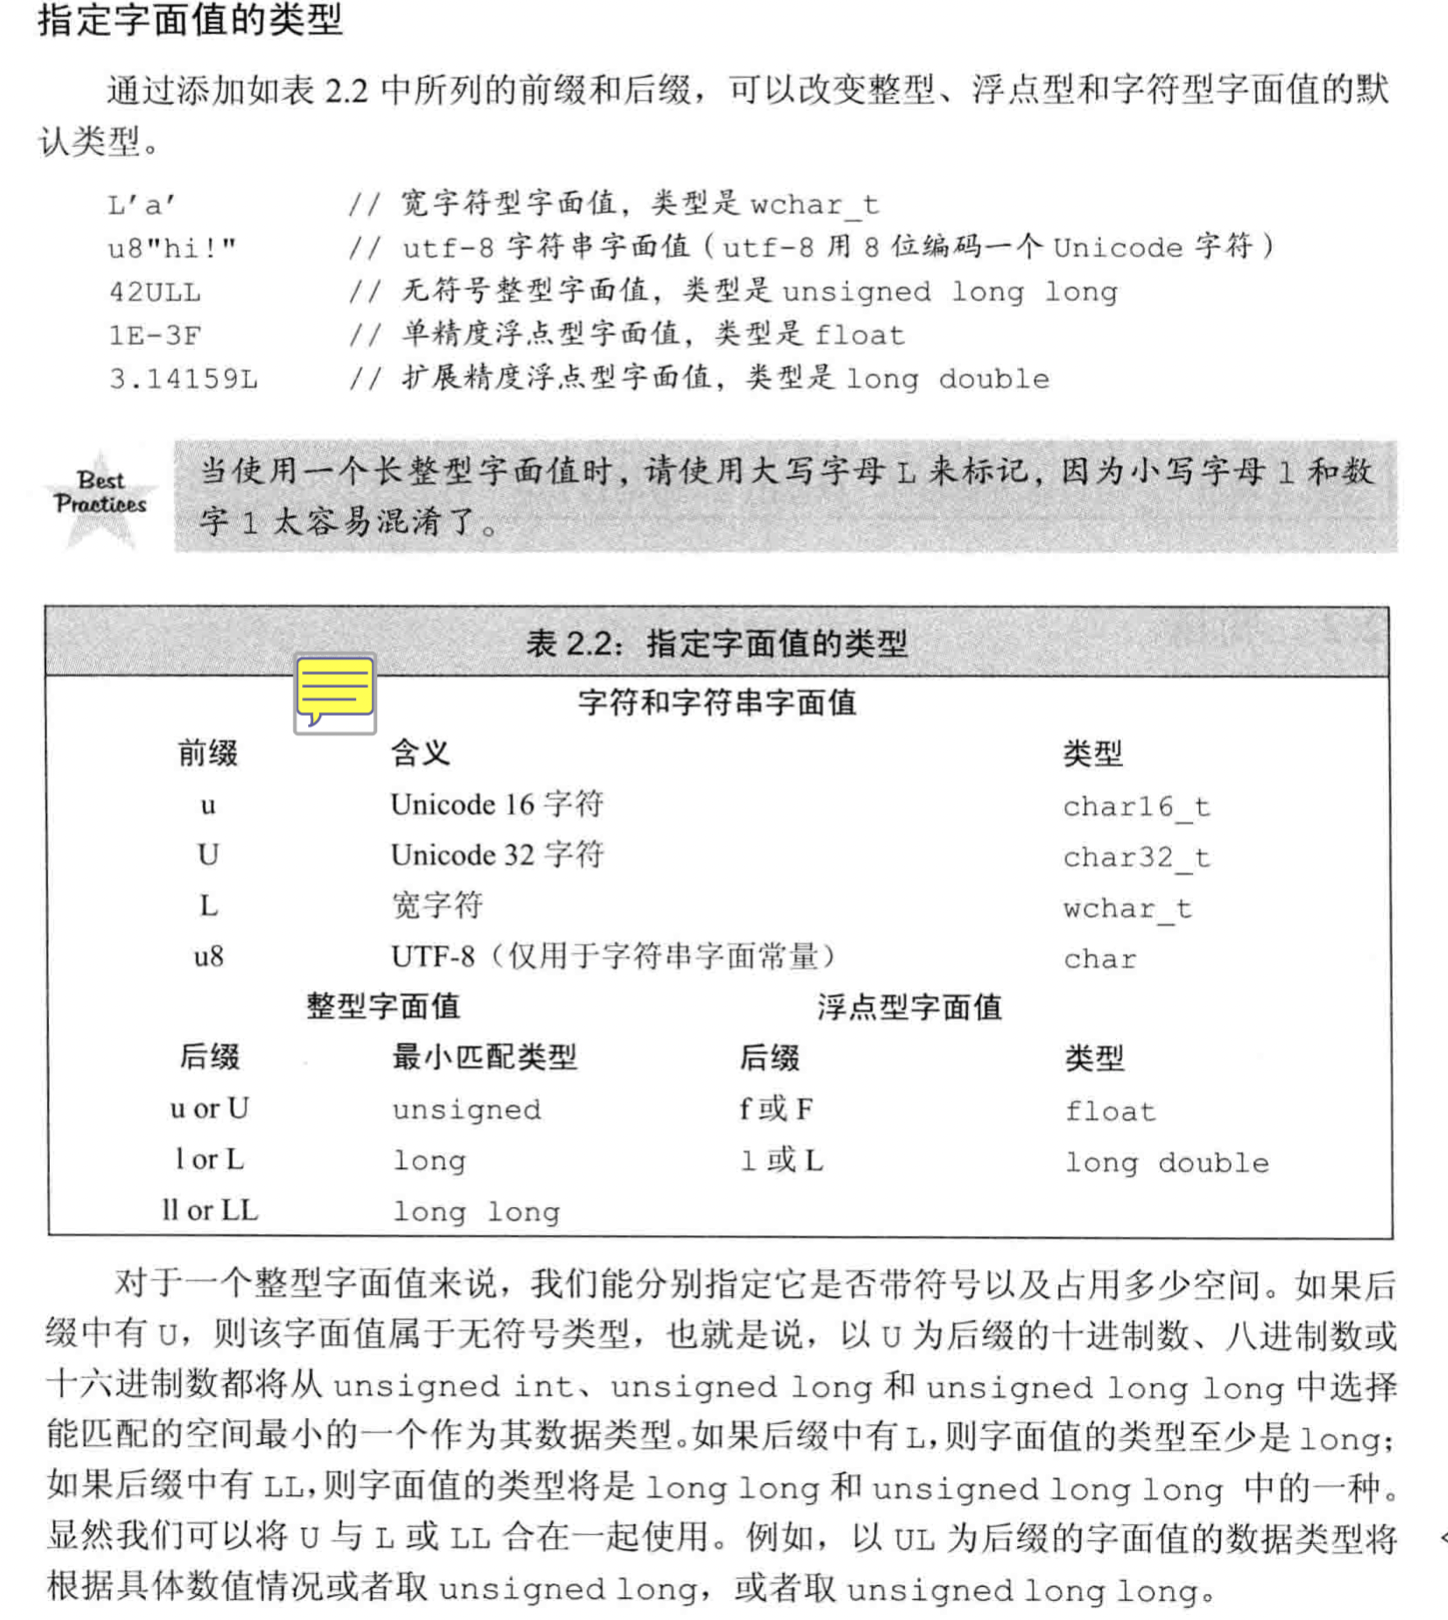 指定字面值的类型
通过添加如表 2.2 中所列的前缀和后缀，可以改变整型、浮点型和字符型字面值的默
认类型。
L'a' // 宽字符型字面值，类型是 wchar_t
u8"hi!" // utf-8 字符串字面值（utf-8 用 8 位编码一个 Unicode 字符）
42ULL // 无符号整型字面值，类型是 unsigned long long
1E-3F // 单精度浮点型字面值，类型是 float
3.14159L // 扩展精度浮点型字面值，类型是 long double
Best
Practices
当使用一个长整型字面值时，请使用大写字母 L 来标记，因为小写字母 l 和数
字 1 太容易混淆了。
表 2.2：指定字面值的类型
字符和字符串字面值
前缀 含义 类型
u Unicode 16 字符 char16_t
U Unicode 32 字符 char32_t
L 宽字符 wchar_t
u8 UTF-8（仅用于字符串字面常量） char
整型字面值 浮点型字面值
后缀 最小匹配类型 后缀 类型
u or U unsigned f 或 F float
l or L long l 或 L long double
ll or LL long long
对于一个整型字面值来说，我们能分别指定它是否带符号以及占用多少空间。如果后
缀中有 U，则该字面值属于无符号类型，也就是说，以 U 为后缀的十进制数、八进制数或
十六进制数都将从 unsigned int、unsigned long 和 unsigned long long 中选择
能匹配的空间最小的一个作为其数据类型。如果后缀中有 L，则字面值的类型至少是 long；
如果后缀中有 LL，则字面值的类型将是 long long 和 unsigned long long 中的一种。
显然我们可以将 U 与 L 或 LL 合在一起使用。例如，以 UL 为后缀的字面值的数据类型将
根据具体数值情况或者取 unsigned long，或者取 unsigned long long。